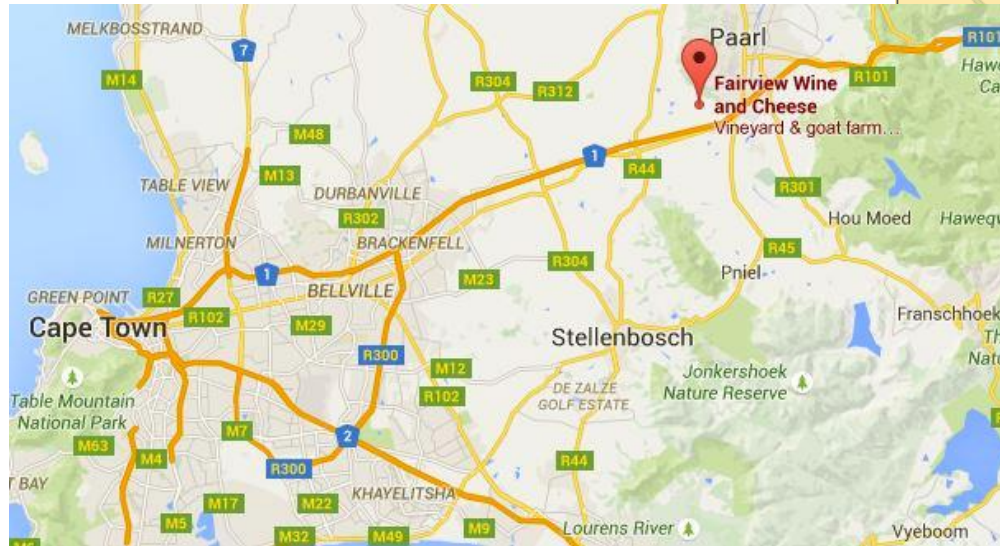 MELKBOSSTRAND
7
M14
Paarl
R101
R304
R312
R101
Fairview Wine
and Cheese
Vineyard & goat farm...
M48
1
R44
M13
TABLE VIEW
DURBANVILLE
R301
R302
Hou Moed
MILNERTON
BRACKENFELL
R45
R304
1
M23
Pniel
BELLVILLE
GREEN POINT
R27
R102
M29
Cape Town
Franschhoek
Stellenbosch
R300
M12
R102
Jonkershoek
Nature Reserve
DE ZALZE
GOLF ESTATE
Table Mountain
National Park
M7
2
M63
M4
R300
R44
T BAY
KHAYELITSHA
M17
M22
M5
M9
M32
M49
Lourens River
Vyeboom